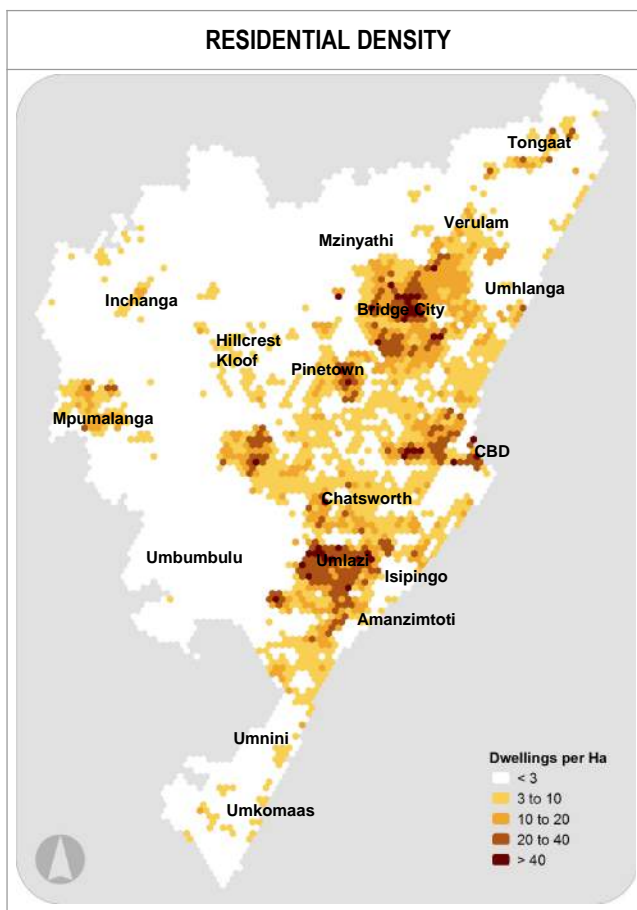 RESIDENTIAL DENSITY
Tongaat
Verulam
Mzinyathi
Umhlanga
Inchanga
Bridge City
Hillcrest
Kloof
Pinetown
Mpumalanga
CBD
Chatsworth
Umbumbulu
Umlazi
Isipingo
Amanzimtoti
Umnini
Umkomaas
Dwellings per Ha
< 3
3 to 10
10 to 20
20 to 40
> 40